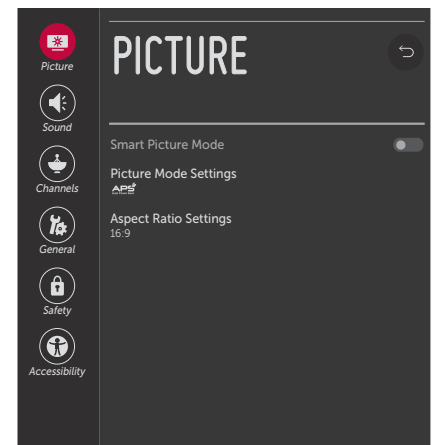 PICTURE
Picture
Sound
Channels
General
Safety
Accessibility
Smart Picture Mode
Picture Mode Settings
APS
Aspect Ratio Settings
16:9